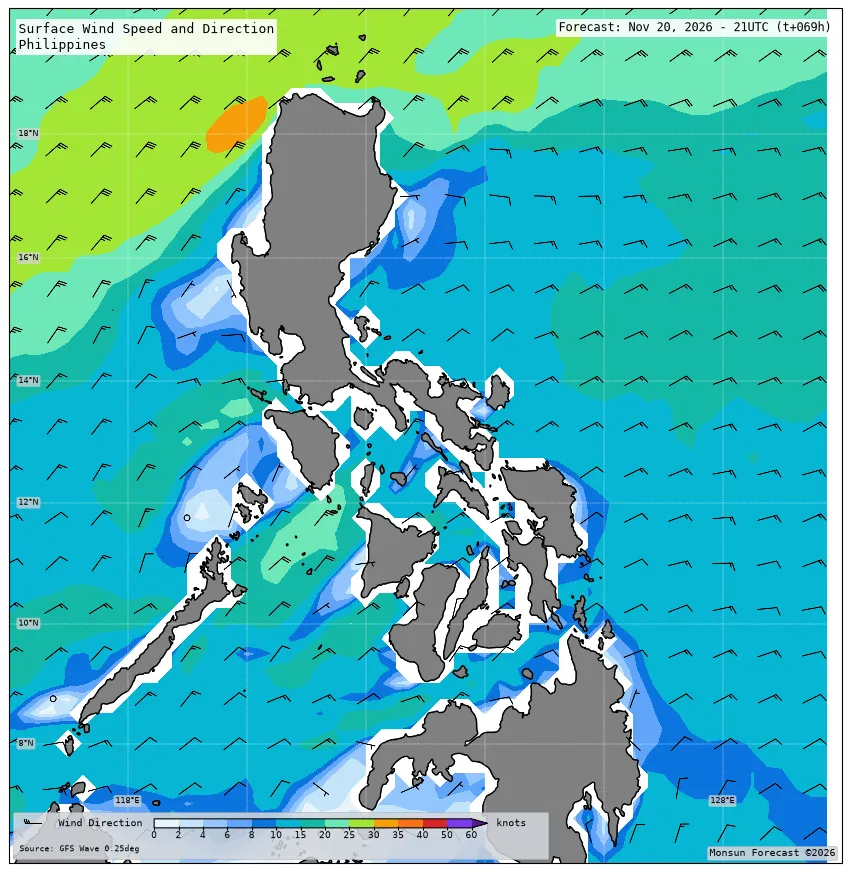 Surface Wind Speed and Direction
Philippines
Forecast: Nov 20, 2026 - 21UTC (t+069h)
18°N
16°N
14°N
12°N
10°N
8°N
118°E
128°E
Wind Direction
0 2 4 6 8 10 15 20 25 30 35 40 50 60
knots
Source: GFS Wave 0.25deg
Monsun Forecast ©2026